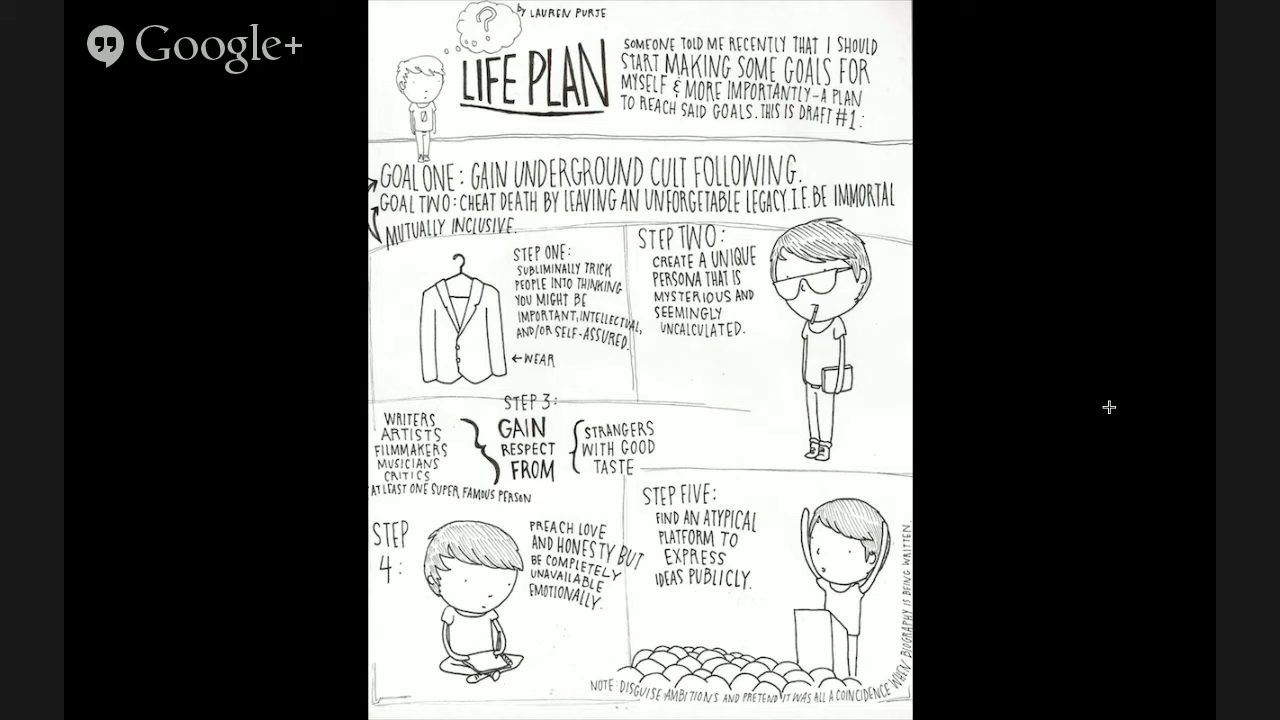 Google+
BY LAUREN PURJE
?
LIFE PLAN
SOMEONE TOLD ME RECENTLY THAT I SHOULD
START MAKING SOME GOALS FOR
MYSELF & MORE IMPORTANTLY - A PLAN
TO REACH SAID GOALS. THIS IS DRAFT #1:
GOAL ONE: GAIN UNDERGROUND CULT FOLLOWING.
GOAL TWO: CHEAT DEATH BY LEAVING AN UNFORGETABLE LEGACY. I.E. BE IMMORTAL
MUTUALLY INCLUSIVE.
STEP ONE:
SUBLIMINALLY TRICK
PEOPLE INTO THINKING
YOU MIGHT BE
IMPORTANT, INTELLECTUAL,
AND/OR SELF-ASSURED.
←WEAR
STEP TWO:
CREATE A UNIQUE
PERSONA THAT IS
MYSTERIOUS AND
SEEMINGLY
UNCALCULATED.
STEP 3:
WRITERS
ARTISTS
FILMMAKERS
MUSICIANS
CRITICS
AT LEAST ONE SUPER FAMOUS PERSON
GAIN
RESPECT
FROM
STRANGERS
WITH GOOD
TASTE
STEP
4:
PREACH LOVE
AND HONESTY BUT
BE COMPLETELY
UNAVAILABLE
EMOTIONALLY.
STEP FIVE:
FIND AN ATYPICAL
PLATFORM TO
EXPRESS
IDEAS PUBLICLY.
NOTE: DISGUISE AMBITIONS AND PRETEND IT WAS ALL A COINCIDENCE WHEN BIOGRAPHY IS BEING WRITTEN.